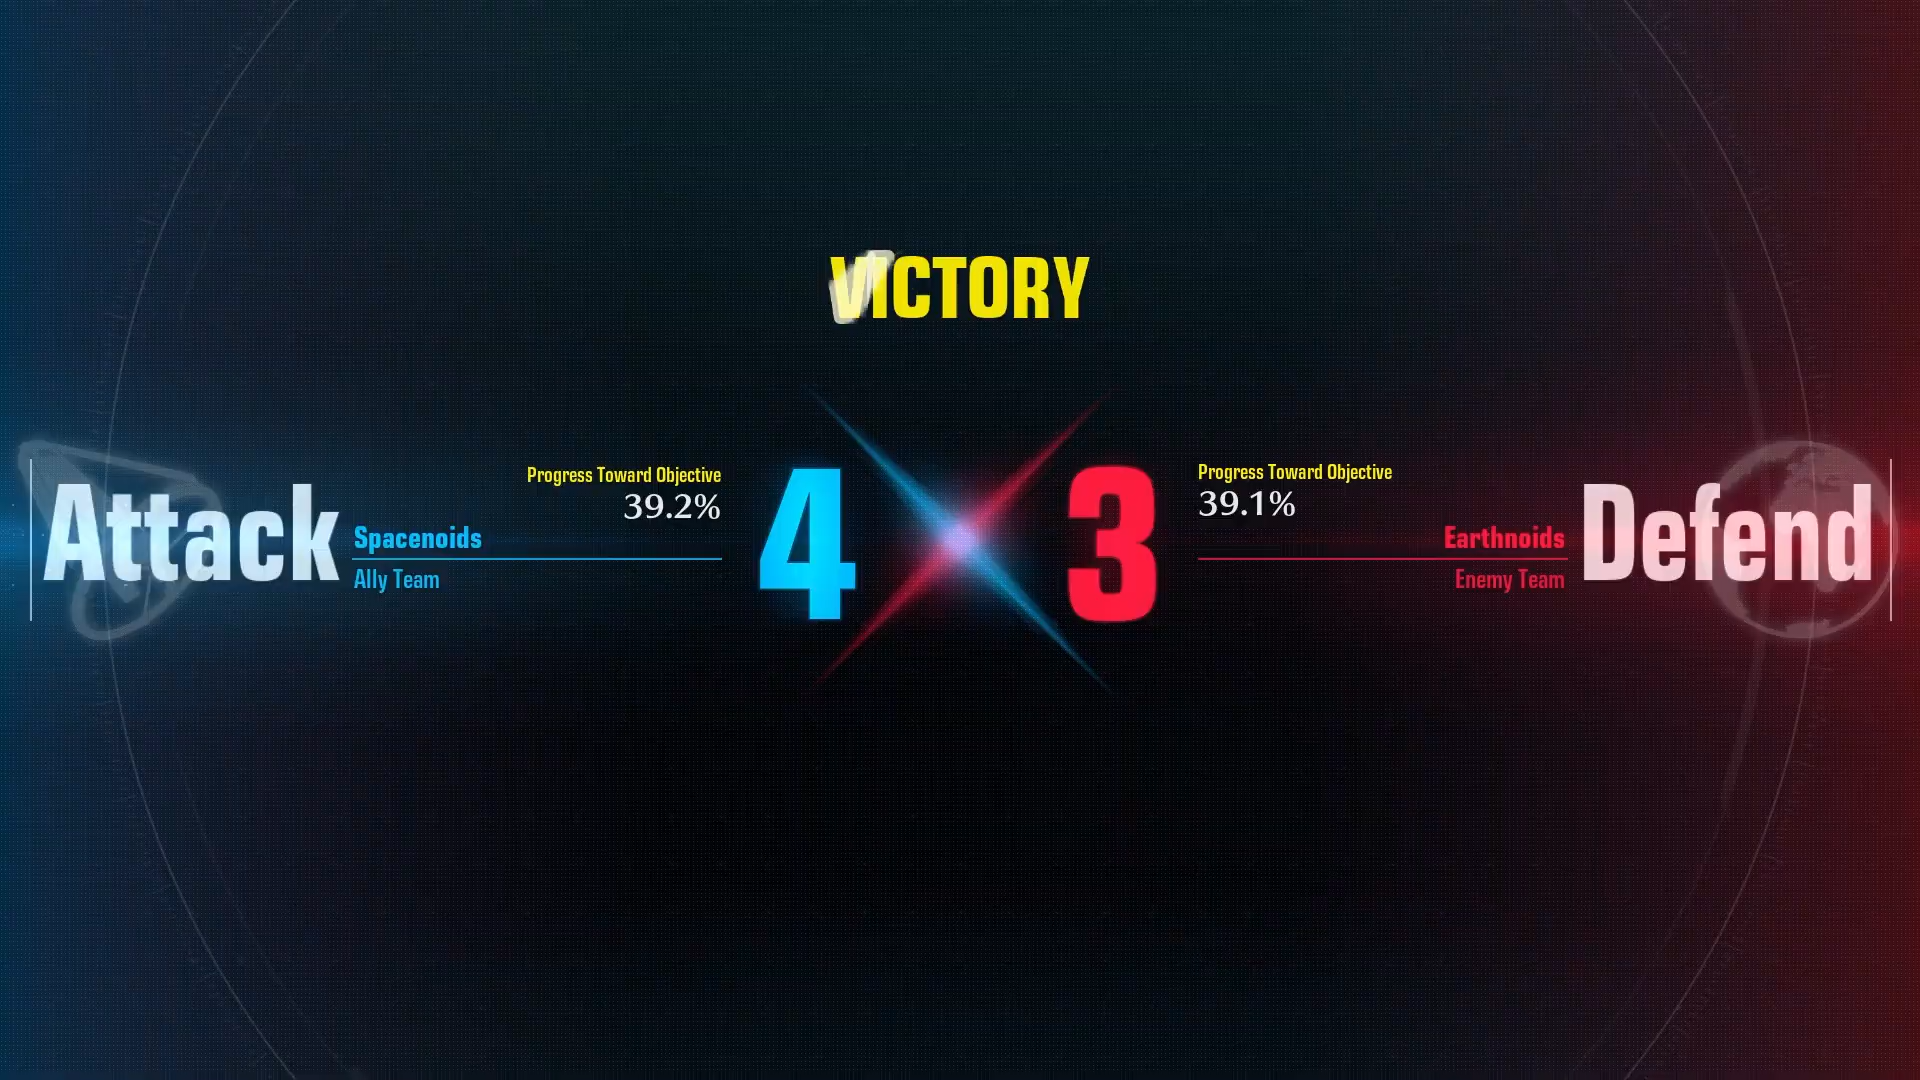 VICTORY
Attack
Spacenoids
Ally Team
Progress Toward Objective
39.2%
4
3
Progress Toward Objective
39.1%
Earthnoids
Enemy Team
Defend